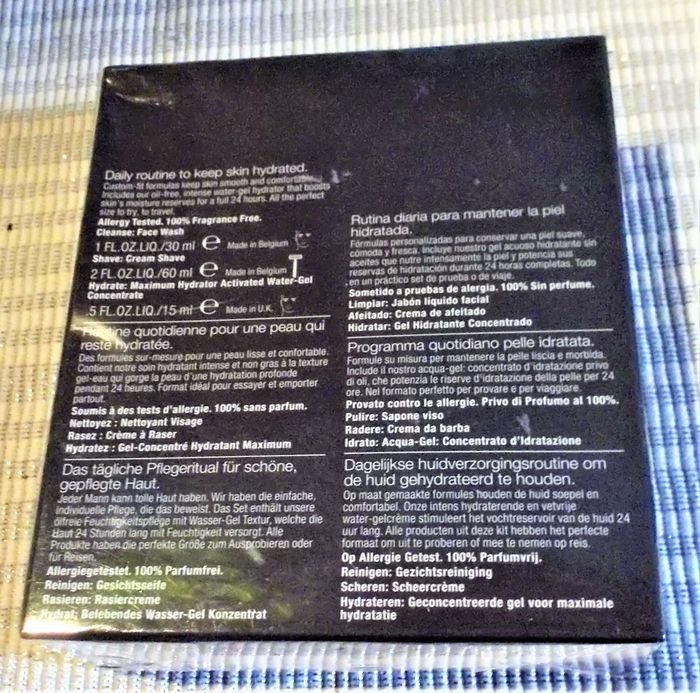 Daily routine to keep skin hydrated.
Custom-fit formulas keep skin smooth and comfortable.
Includes our oil-free, intense water-gel hydrator that boosts
skin's moisture reserves for a full 24 hours. All the perfect
size to try, to travel.
Allergy Tested. 100% Fragrance Free.
Cleanse: Face Wash
1 FL.OZ.LIQ./30 ml e Made in Belgium
Shave: Cream Shave
2 FL.OZ.LIQ./60 ml e Made in Belgium
Hydrate: Maximum Hydrator Activated Water-Gel
Concentrate
.5 FL.OZ.LIQ./15 ml e Made in U.K.
Routine quotidienne pour une peau qui
reste hydratée.
Des formules sur-mesure pour une peau lisse et confortable.
Contient notre soin hydratant intense et non gras à la texture
gel-eau qui gorge la peau d'une hydratation profonde
pendant 24 heures. Format idéal pour essayer et emporter
partout.
Soumis à des tests d'allergie. 100% sans parfum.
Nettoyez : Nettoyant Visage
Rasez : Crème à Raser
Hydratez : Gel-Concentré Hydratant Maximum
Das tägliche Pflegeritual für schöne,
gepflegte Haut.
Jeder Mann kann tolle Haut haben. Wir haben die einfache,
individuelle Pflege, die das beweist. Das Set enthält unsere
ölfreie Feuchtigkeitspflege mit Wasser-Gel Textur, welche die
Haut 24 Stunden lang mit Feuchtigkeit versorgt. Alle
Produkte haben die perfekte Größe zum Ausprobieren oder
für Reisen.
Allergiegetestet. 100% Parfumfrei.
Reinigen: Gesichtsseife
Rasieren: Rasiercreme
Hydrat: Belebendes Wasser-Gel Konzentrat
Rutina diaria para mantener la piel
hidratada.
Fórmulas personalizadas para conservar una piel suave,
cómoda y fresca. Incluye nuestro gel acuoso hidratante sin
aceites que nutre intensamente la piel y potencia sus
reservas de hidratación durante 24 horas completas. Todo
en un práctico set de prueba o de viaje.
Sometido a pruebas de alergia. 100% Sin perfume.
Limpiar: Jabón líquido facial
Afeitado: Crema de afeitado
Hidratar: Gel Hidratante Concentrado
Programma quotidiano pelle idratata.
Formule su misura per mantenere la pelle liscia e morbida.
Include il nostro acqua-gel: concentrato d'idratazione privo
di oli, che potenzia le riserve d'idratazione della pelle per 24
ore. Nel formato perfetto per provare e per viaggiare.
Provato contro le allergie. Privo di Profumo al 100%.
Pulire: Sapone viso
Radere: Crema da barba
Idrato: Acqua-Gel: Concentrato d'Idratazione
Dagelijkse huidverzorgingsroutine om
de huid gehydrateerd te houden.
Op maat gemaakte formules houden de huid soepel en
comfortabel. Onze intens hydraterende en vetvrije
water-gelcrème stimuleert het vochtreservoir van de huid 24
uur lang. Alle producten uit deze kit hebben het perfecte
formaat om uit te proberen of mee te nemen op reis.
Op Allergie Getest. 100% Parfumvrij.
Reinigen: Gezichtsreiniging
Scheren: Scheercrème
Hydrateren: Geconcentreerde gel voor maximale
hydratatie